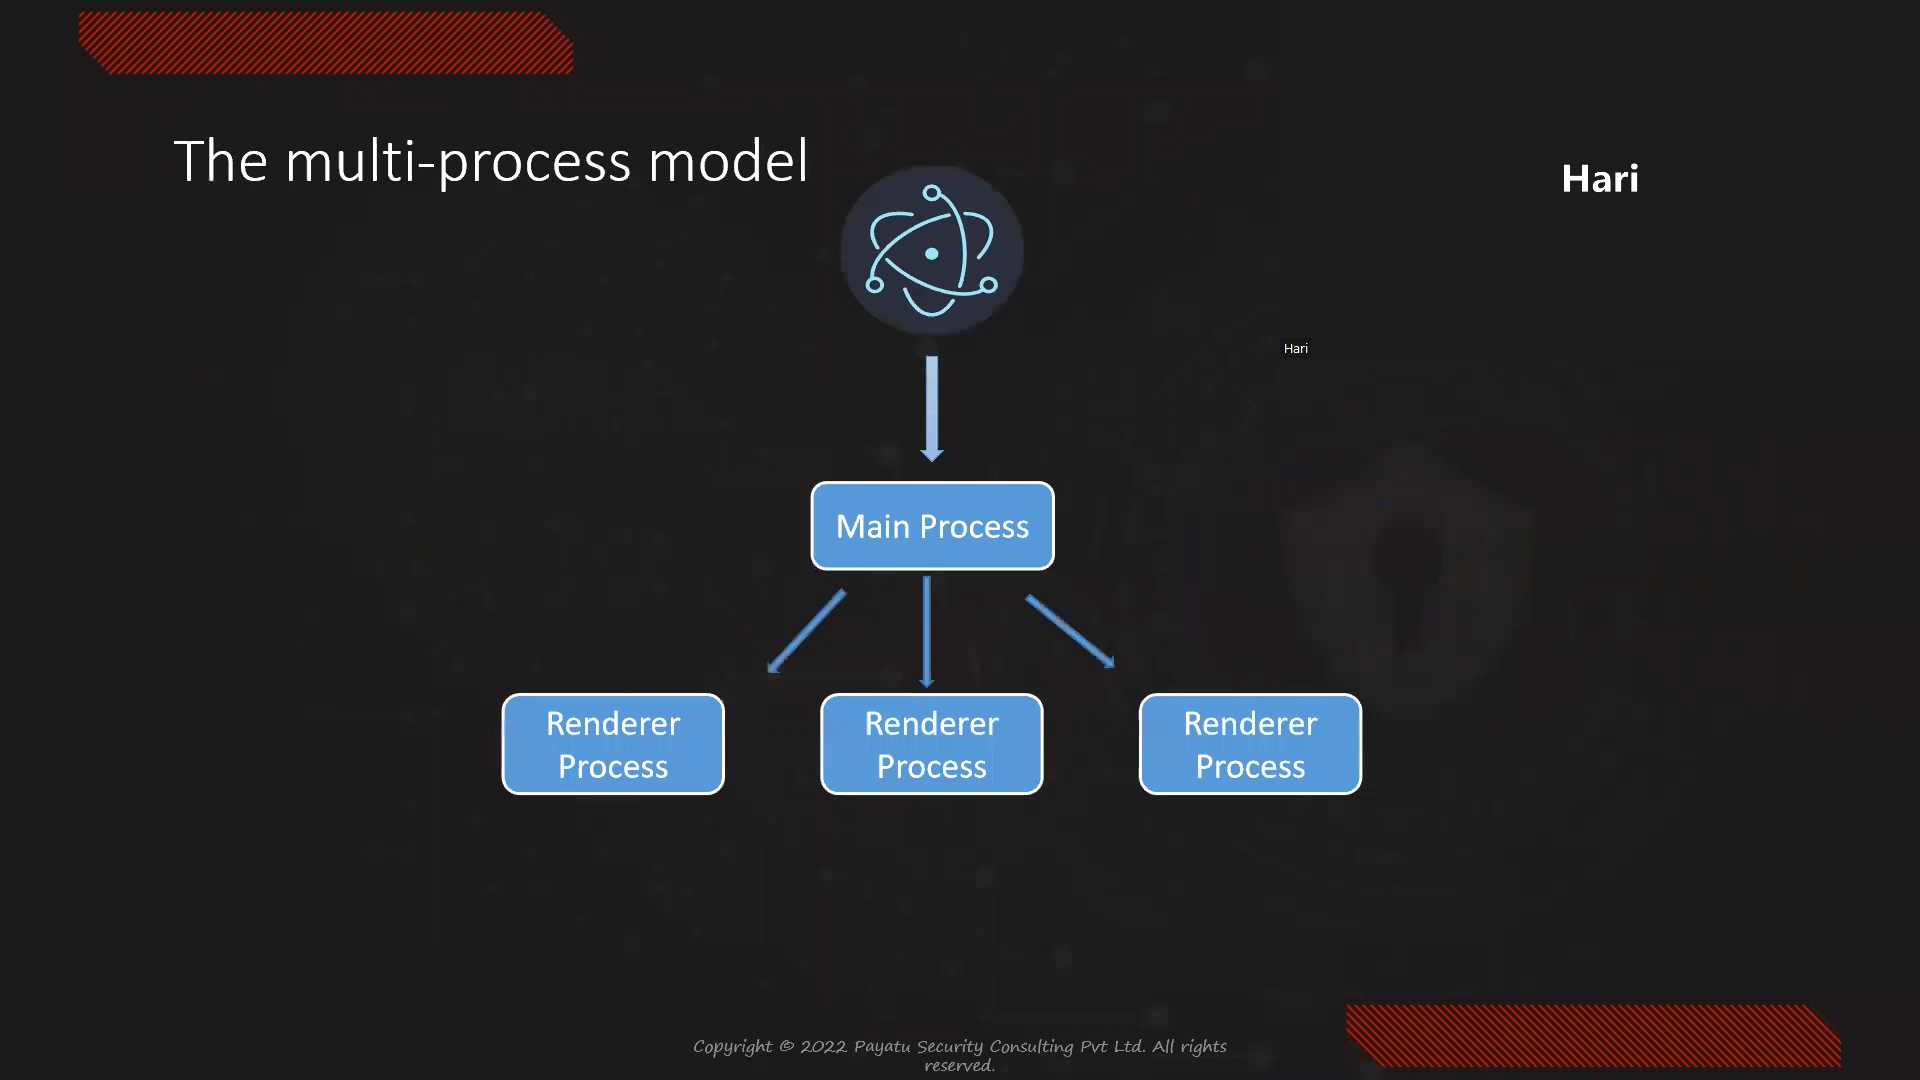 The multi-process model
Hari
Hari
Main Process
Renderer
Process
Renderer
Process
Renderer
Process
Copyright © 2022 Payatu Security Consulting Pvt Ltd. All rights
reserved.